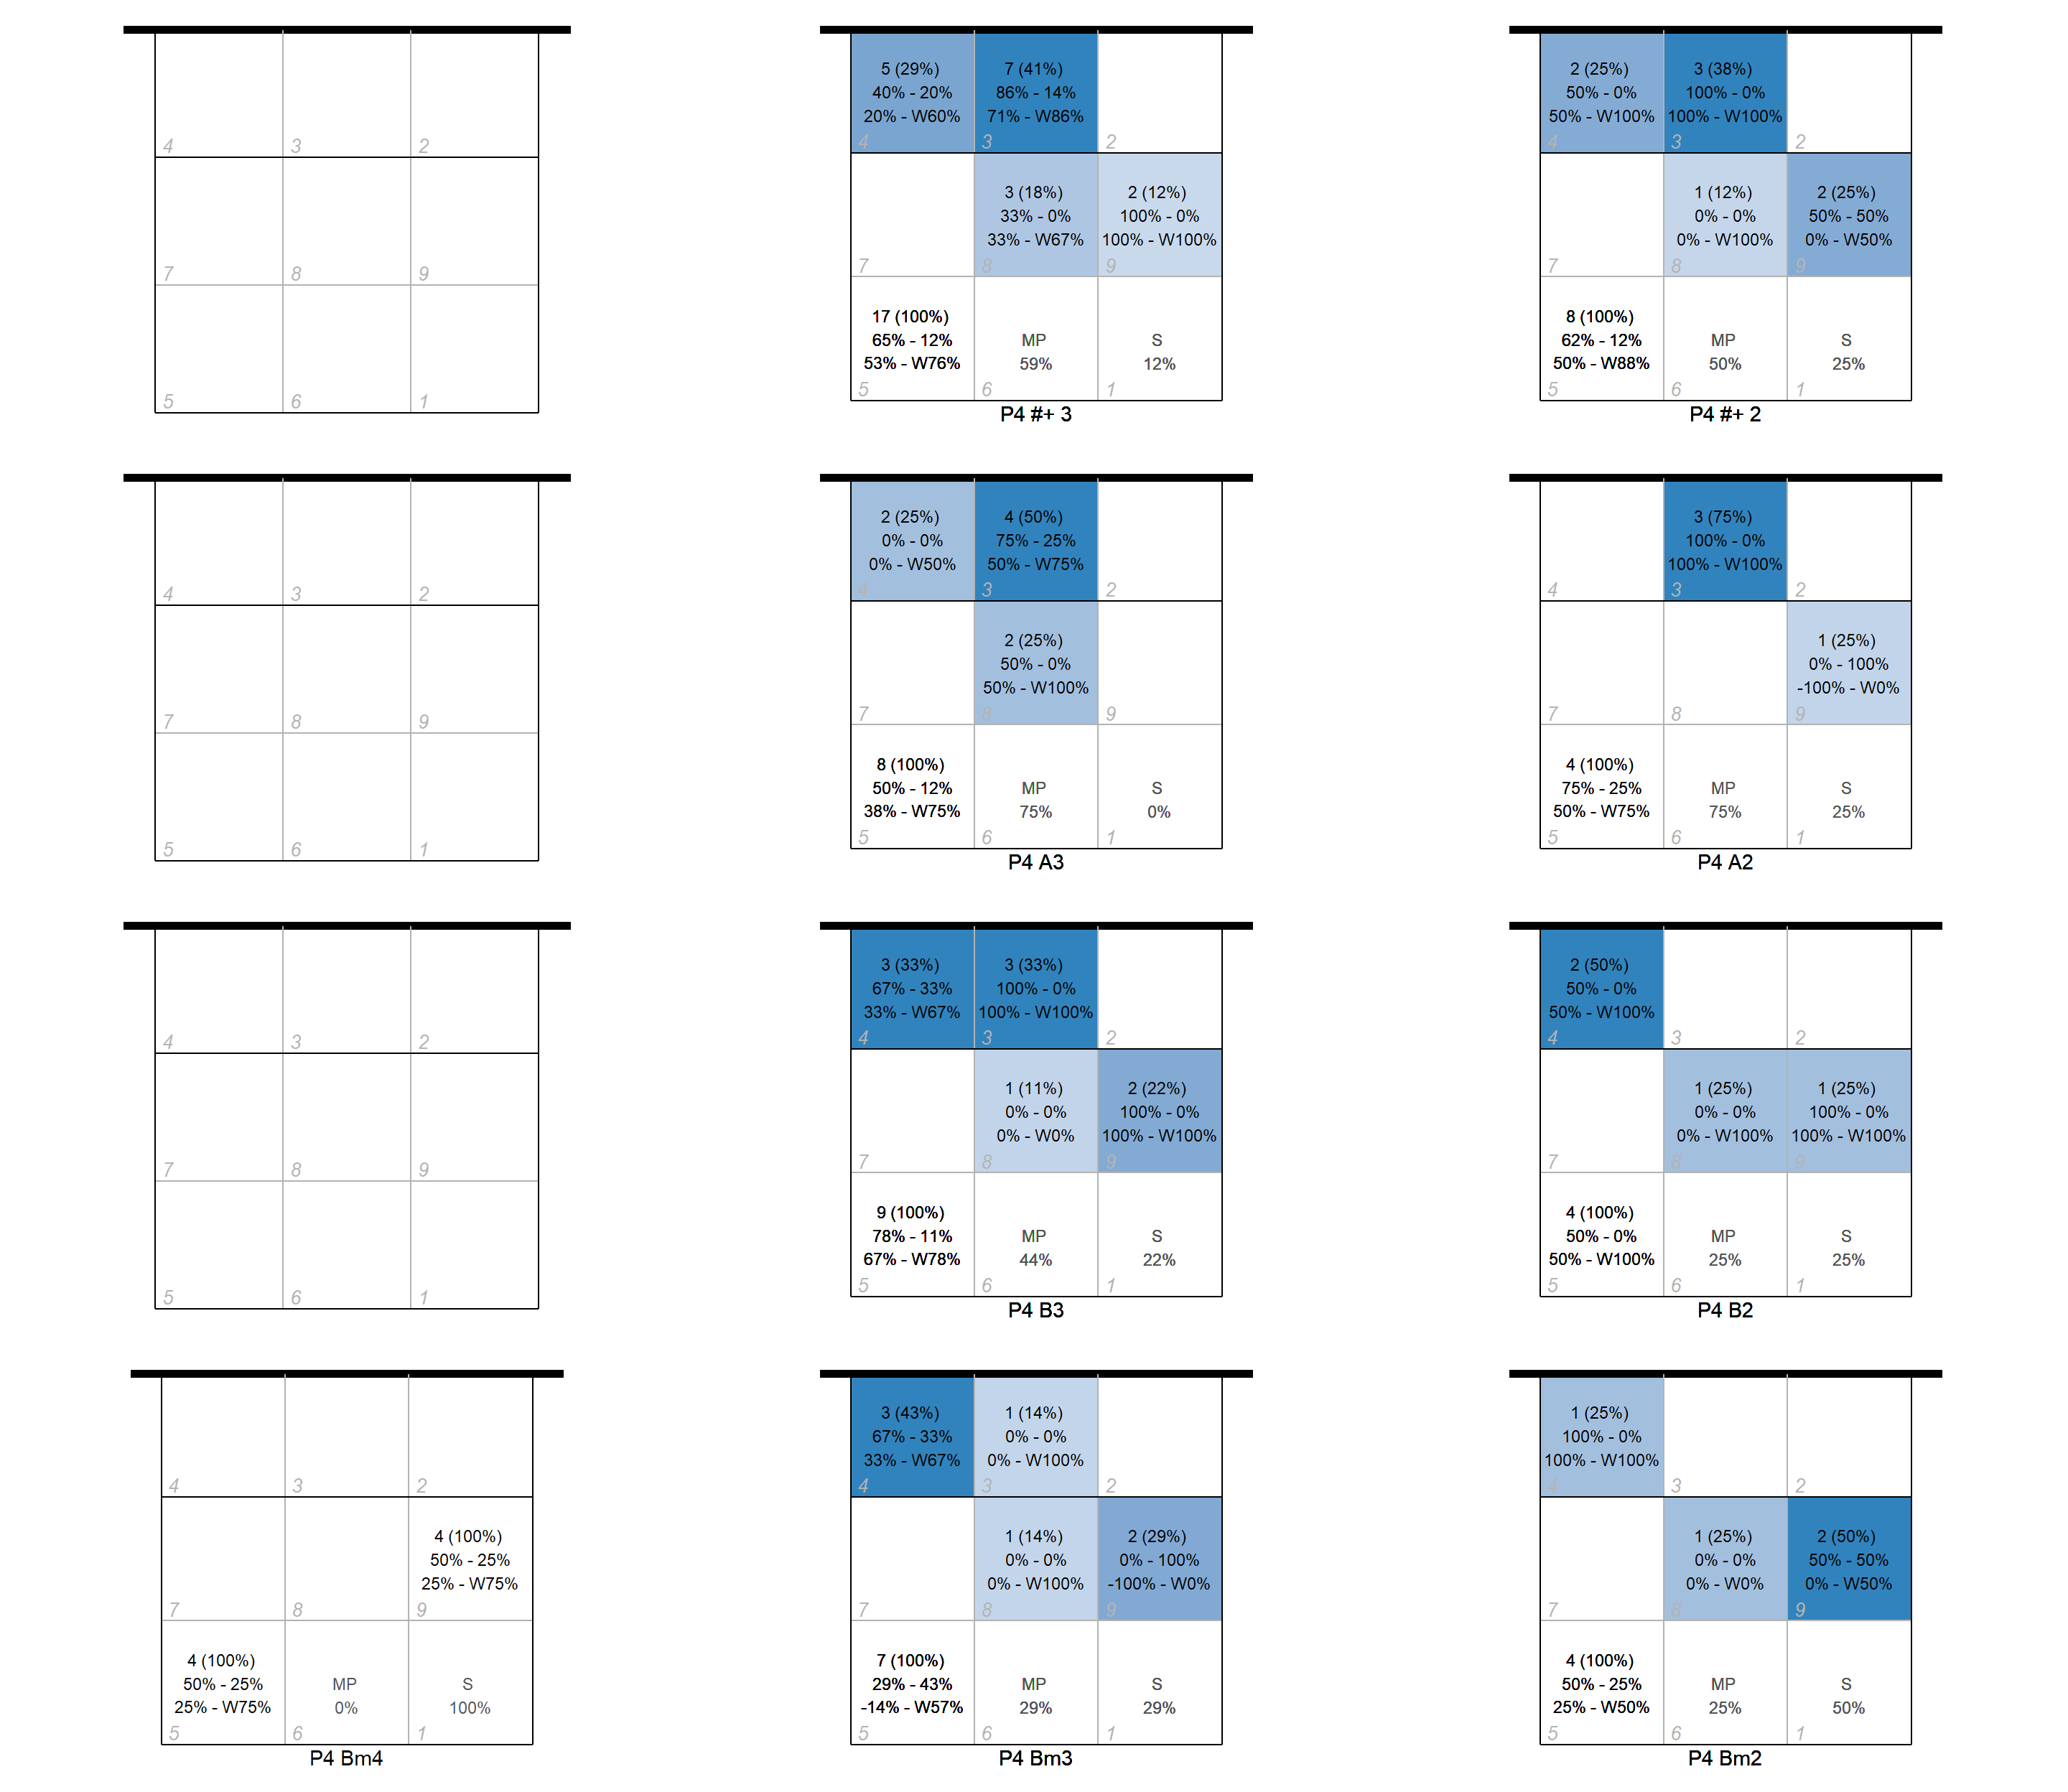 4 3 2
7 8 9
5 6 1
5 (29%)
40% - 20%
20% - W60%
4
7 (41%)
86% - 14%
71% - W86%
3
2
7
3 (18%)
33% - 0%
33% - W67%
8
2 (12%)
100% - 0%
100% - W100%
9
17 (100%)
65% - 12%
53% - W76%
5
MP
59%
6
S
12%
1
P4 #+ 3
2 (25%)
50% - 0%
50% - W100%
4
3 (38%)
100% - 0%
100% - W100%
3
2
7
1 (12%)
0% - 0%
0% - W100%
8
2 (25%)
50% - 50%
0% - W50%
9
8 (100%)
62% - 12%
50% - W88%
5
MP
50%
6
S
25%
1
P4 #+ 2
4 3 2
7 8 9
5 6 1
2 (25%)
0% - 0%
0% - W50%
4
4 (50%)
75% - 25%
50% - W75%
3
2
7
2 (25%)
50% - 0%
50% - W100%
8
9
8 (100%)
50% - 12%
38% - W75%
5
MP
75%
6
S
0%
1
P4 A3
4
3 (75%)
100% - 0%
100% - W100%
3
2
7
8
1 (25%)
0% - 100%
-100% - W0%
9
4 (100%)
75% - 25%
50% - W75%
5
MP
75%
6
S
25%
1
P4 A2
4 3 2
7 8 9
5 6 1
3 (33%)
67% - 33%
33% - W67%
4
3 (33%)
100% - 0%
100% - W100%
3
2
7
1 (11%)
0% - 0%
0% - W0%
8
2 (22%)
100% - 0%
100% - W100%
9
9 (100%)
78% - 11%
67% - W78%
5
MP
44%
6
S
22%
1
P4 B3
2 (50%)
50% - 0%
50% - W100%
4
3
2
7
1 (25%)
0% - 0%
0% - W100%
8
1 (25%)
100% - 0%
100% - W100%
9
4 (100%)
50% - 0%
50% - W100%
5
MP
25%
6
S
25%
1
P4 B2
4 3 2
7
8
4 (100%)
50% - 25%
25% - W75%
9
4 (100%)
50% - 25%
25% - W75%
5
MP
0%
6
S
100%
1
P4 Bm4
3 (43%)
67% - 33%
33% - W67%
4
1 (14%)
0% - 0%
0% - W100%
3
2
7
1 (14%)
0% - 0%
0% - W100%
8
2 (29%)
0% - 100%
-100% - W0%
9
7 (100%)
29% - 43%
-14% - W57%
5
MP
29%
6
S
29%
1
P4 Bm3
1 (25%)
100% - 0%
100% - W100%
4
3
2
7
1 (25%)
0% - 0%
0% - W0%
8
2 (50%)
50% - 50%
0% - W50%
9
4 (100%)
50% - 25%
25% - W50%
5
MP
25%
6
S
50%
1
P4 Bm2